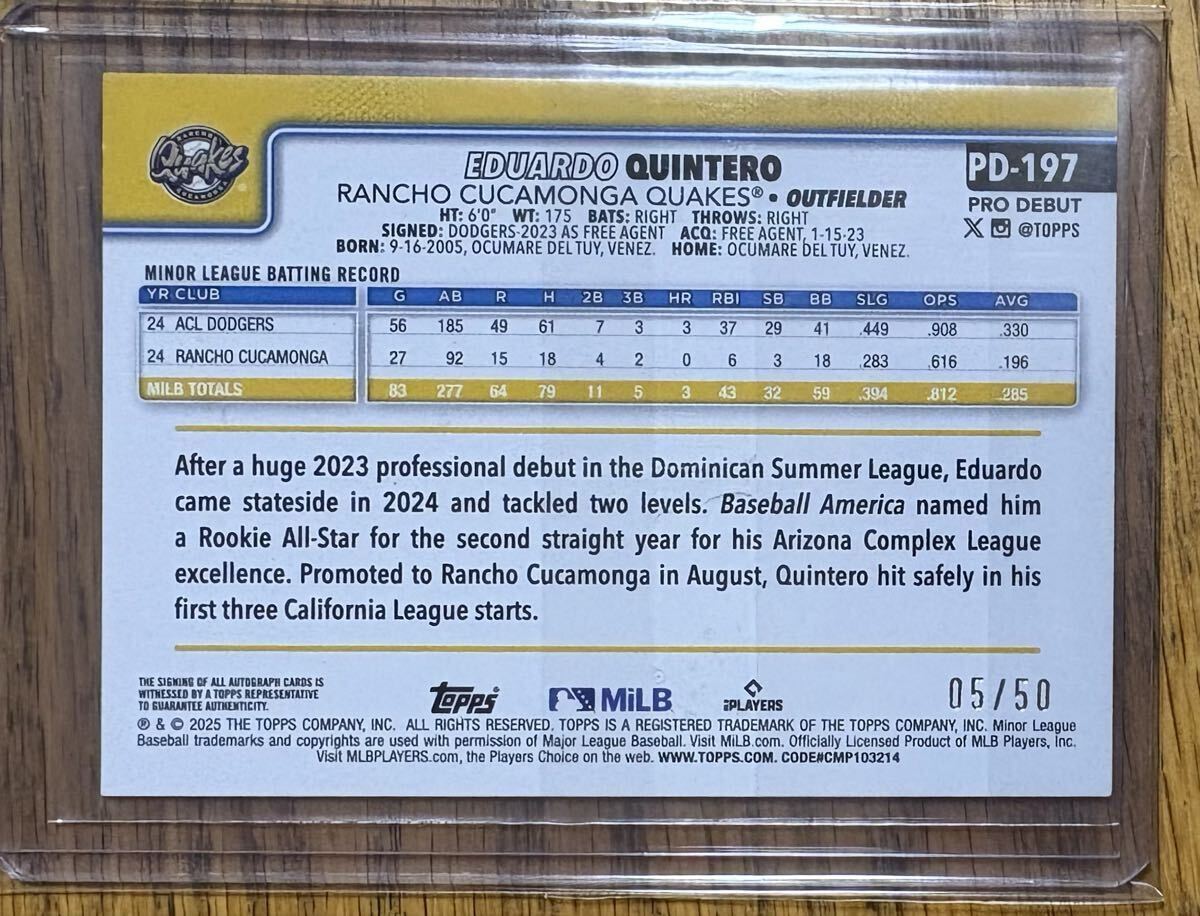 RANCHO
Quakes
CUCAMONGA
EDUARDO QUINTERO
PD-197
RANCHO CUCAMONGA QUAKES® • OUTFIELDER
PRO DEBUT
HT: 6'0" WT: 175 BATS: RIGHT THROWS: RIGHT
@TOPPS
SIGNED: DODGERS-2023 AS FREE AGENT ACQ: FREE AGENT, 1-15-23
BORN: 9-16-2005, OCUMARE DEL TUY, VENEZ. HOME: OCUMARE DEL TUY, VENEZ.
MINOR LEAGUE BATTING RECORD
YR CLUB G AB R H 2B 3B HR RBI SB BB SLG OPS AVG
24 ACL DODGERS 56 185 49 61 7 3 3 37 29 41 .449 .908 .330
24 RANCHO CUCAMONGA 27 92 15 18 4 2 0 6 3 18 .283 .616 .196
MILB TOTALS 83 277 64 79 11 5 3 43 32 59 .394 .812 .285
After a huge 2023 professional debut in the Dominican Summer League, Eduardo
came stateside in 2024 and tackled two levels. Baseball America named him
a Rookie All-Star for the second straight year for his Arizona Complex League
excellence. Promoted to Rancho Cucamonga in August, Quintero hit safely in his
first three California League starts.
THE SIGNING OF ALL AUTOGRAPH CARDS IS
WITNESSED BY A TOPPS REPRESENTATIVE
TO GUARANTEE AUTHENTICITY.
Topps® MiLB PLAYERS 05/50
® & © 2025 THE TOPPS COMPANY, INC. ALL RIGHTS RESERVED. TOPPS IS A REGISTERED TRADEMARK OF THE TOPPS COMPANY, INC. Minor League
Baseball trademarks and copyrights are used with permission of Major League Baseball. Visit MiLB.com. Officially Licensed Product of MLB Players, Inc.
Visit MLBPLAYERS.com, the Players Choice on the web. WWW.TOPPS.COM. CODE#CMP103214